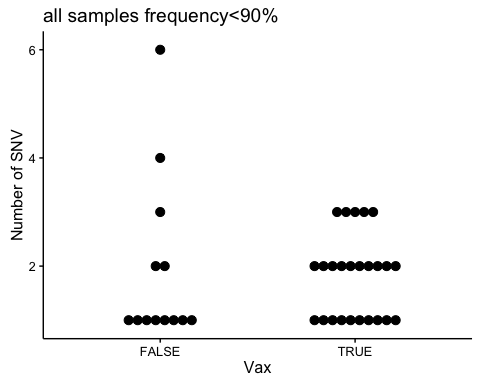 all samples frequency<90%
6
4
2
Number of SNV
FALSE
TRUE
Vax